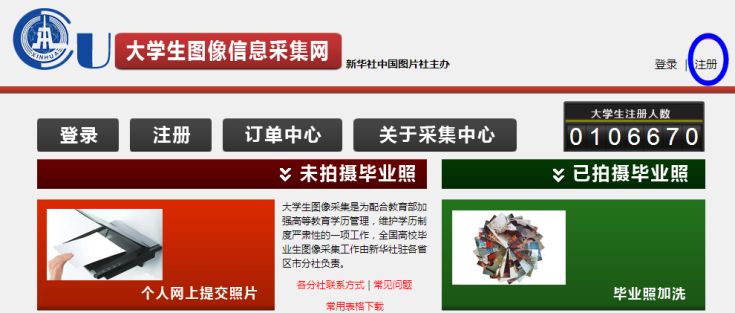 XINHUA
CU
大学生图像信息采集网
新华社中国图片社主办
登录 | 注册
大学生注册人数
0106670
登录
注册
订单中心
关于采集中心
未拍摄毕业照
已拍摄毕业照
大学生图像采集是为配合教育部加
强高等教育学历管理，维护学历制
度严肃性的一项工作，全国高校毕
业生图像采集工作由新华社驻各省
区市分社负责。
各分社联系方式 | 常见问题
常用表格下载
个人网上提交照片
毕业照加洗